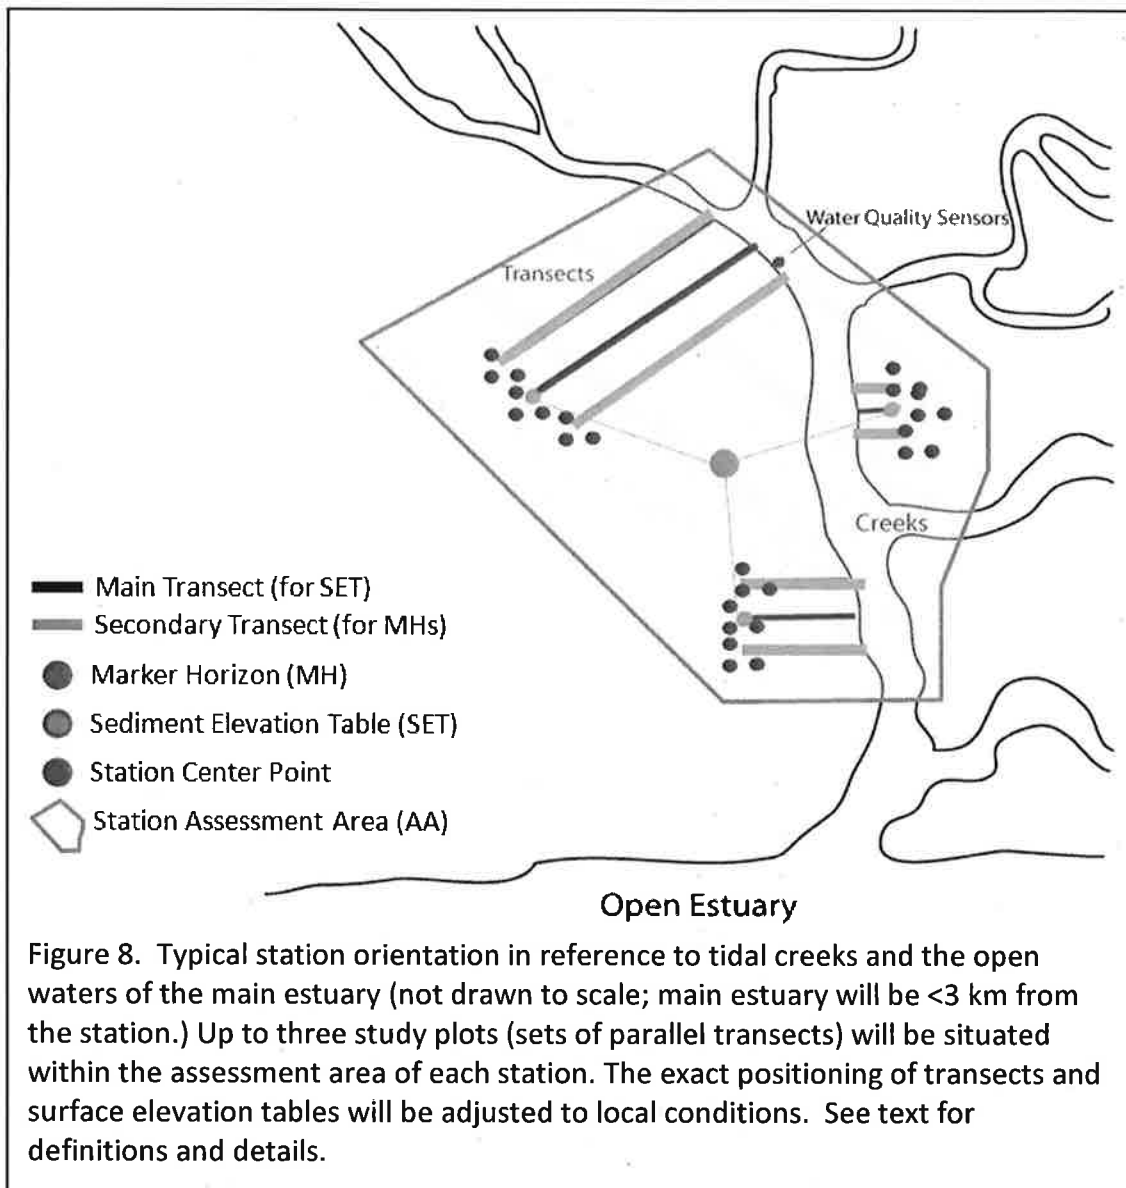 Water Quality Sensors
Transects
Creeks
Main Transect (for SET)
Secondary Transect (for MHs)
Marker Horizon (MH)
Sediment Elevation Table (SET)
Station Center Point
Station Assessment Area (AA)
Open Estuary
Figure 8.  Typical station orientation in reference to tidal creeks and the open
waters of the main estuary (not drawn to scale; main estuary will be <3 km from
the station.) Up to three study plots (sets of parallel transects) will be situated
within the assessment area of each station. The exact positioning of transects and
surface elevation tables will be adjusted to local conditions.  See text for
definitions and details.